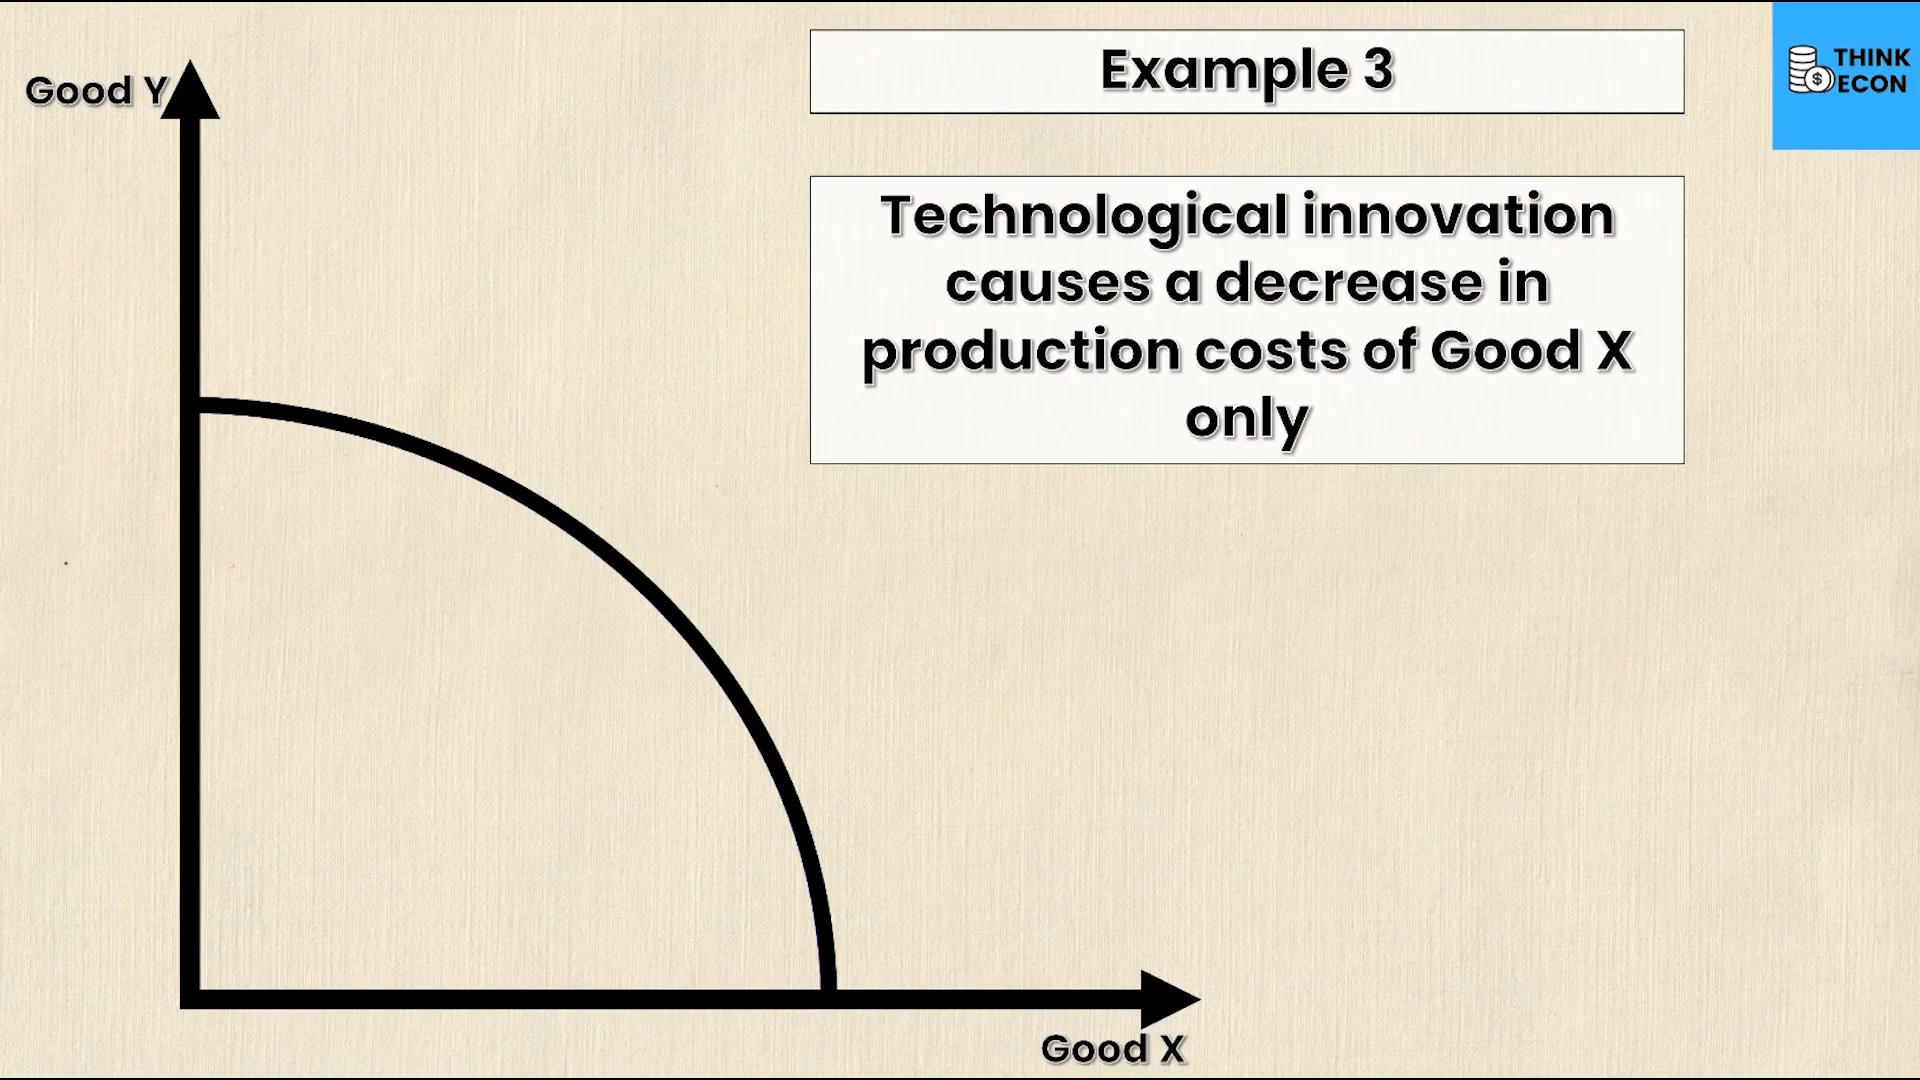 Example 3
THINK
ECON
$
Good Y
Technological innovation
causes a decrease in
production costs of Good X
only
Good X